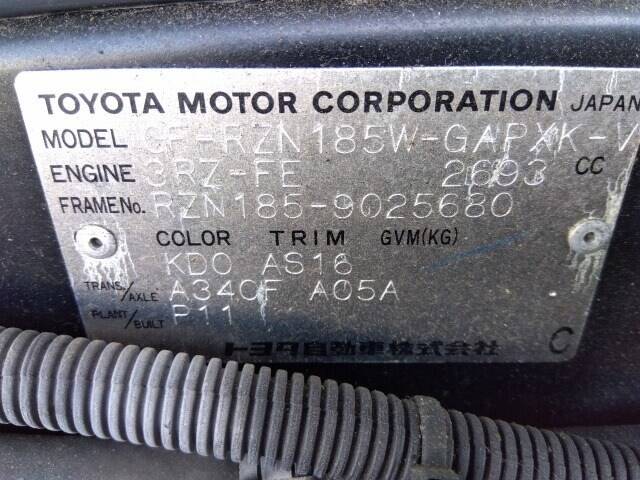 TOYOTA MOTOR CORPORATION JAPAN
MODEL GF-RZN185W-GAPXK-V
ENGINE 3RZ-FE 2693 CC
FRAME No. RZN185-9025680
COLOR TRIM GVM(KG)
KD0 AS16
TRANS/AXLE A340F A05A
PLANT/BUILT P11
トヨタ自動車株式会社 C